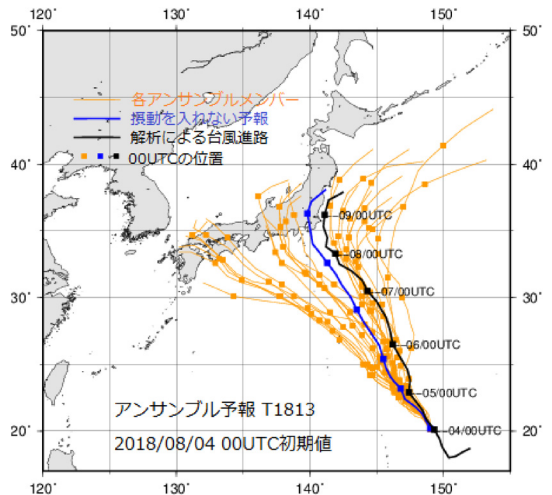 120° 130° 140° 150°
50° 50°
各アンサンブルメンバー
摂動を入れない予報
解析による台風進路
00UTCの位置
40° 40°
09/00UTC
08/00UTC
07/00UTC
30° 30°
06/00UTC
05/00UTC
アンサンブル予報 T1813
04/00UTC
20° 20°
2018/08/04 00UTC初期値
120° 130° 140° 150°